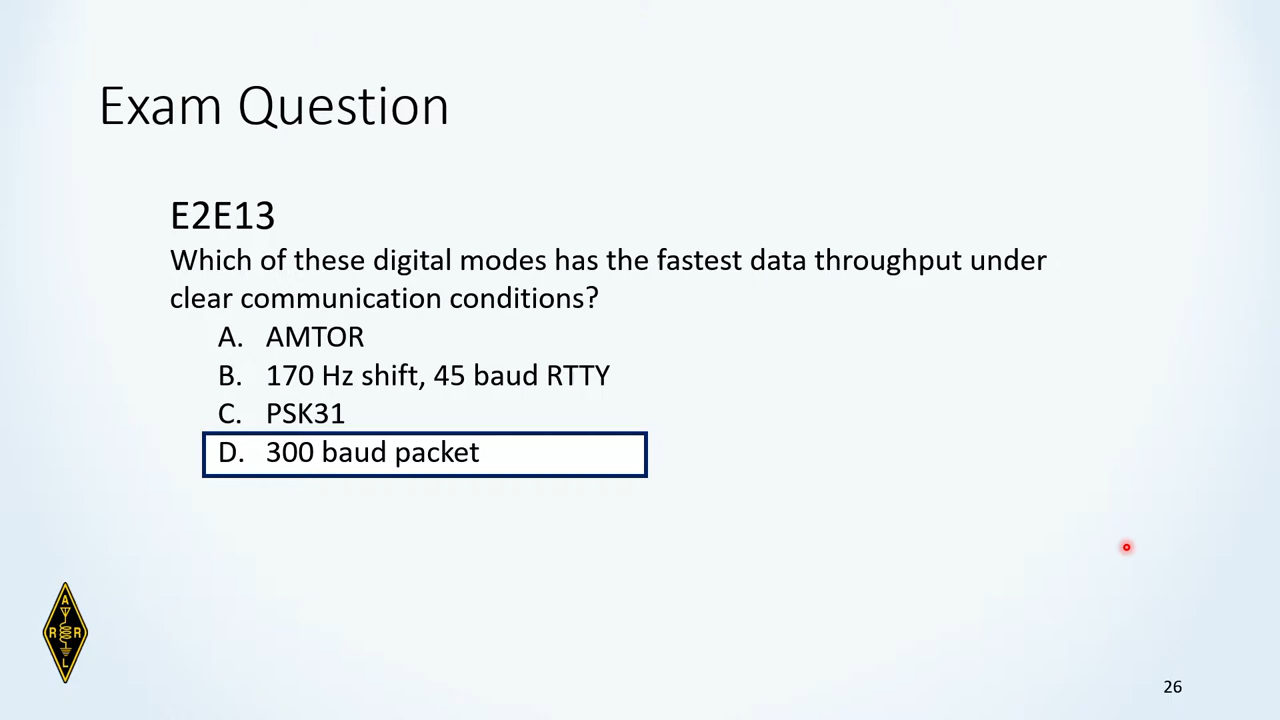 Exam Question
E2E13
Which of these digital modes has the fastest data throughput under
clear communication conditions?
A. AMTOR
B. 170 Hz shift, 45 baud RTTY
C. PSK31
D. 300 baud packet
A
R R
L
26